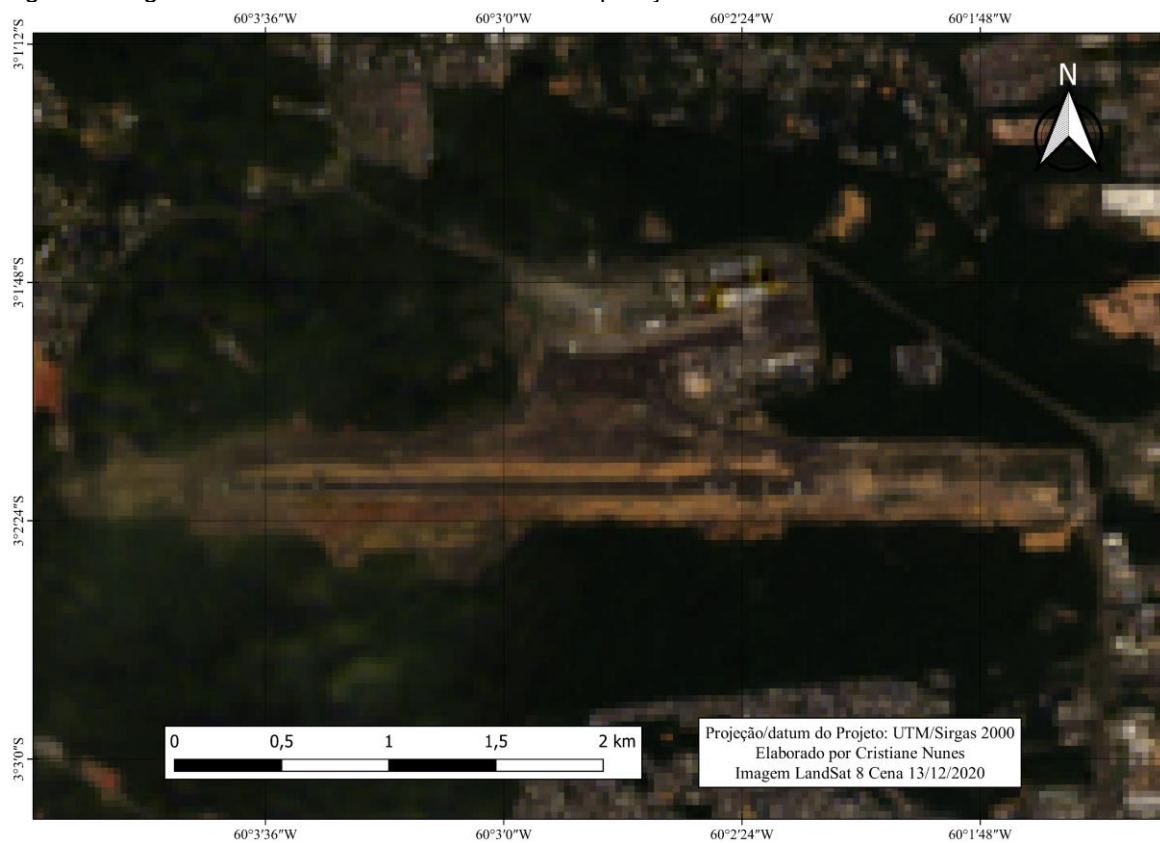 60°3'36"W 60°3'0"W 60°2'24"W 60°1'48"W
3°1'12"S
N
3°1'48"S
3°2'24"S
3°3'0"S
0 0,5 1 1,5 2 km
Projeção/datum do Projeto: UTM/Sirgas 2000
Elaborado por Cristiane Nunes
Imagem LandSat 8 Cena 13/12/2020
60°3'36"W 60°3'0"W 60°2'24"W 60°1'48"W